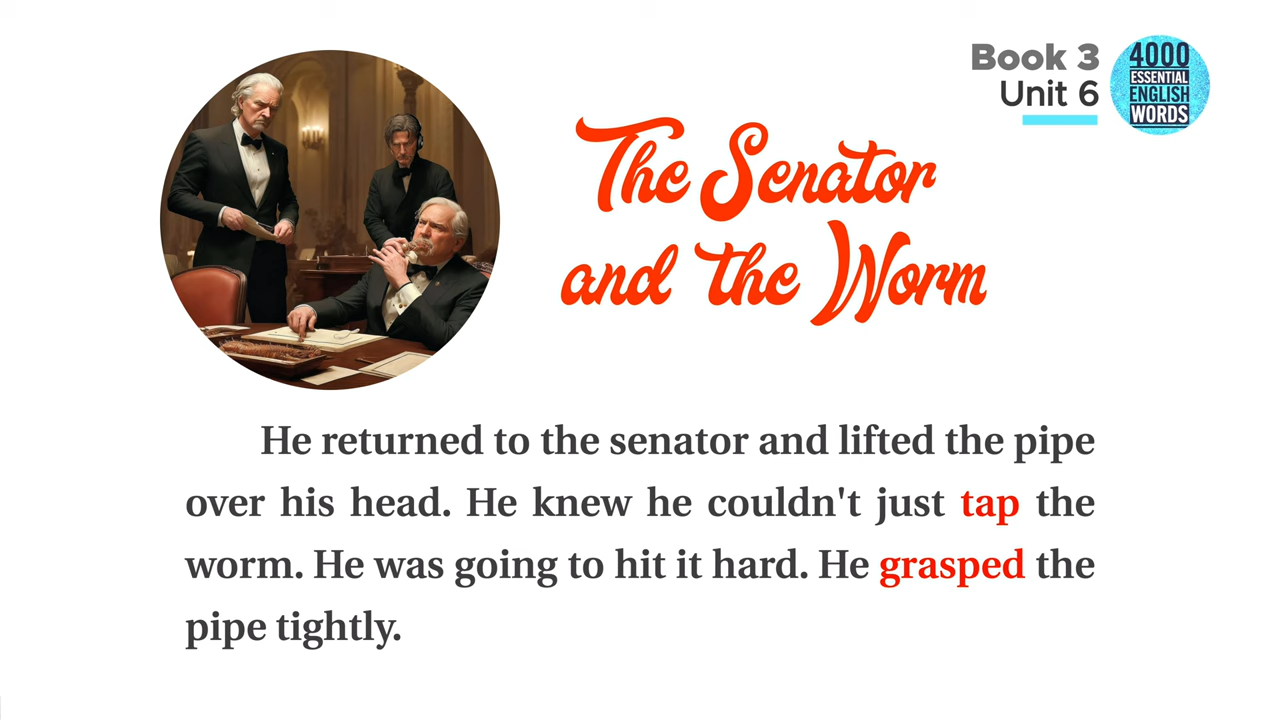 Book 3
Unit 6
4000
ESSENTIAL
ENGLISH
WORDS
The Senator
and the Worm
He returned to the senator and lifted the pipe
over his head. He knew he couldn't just tap the
worm. He was going to hit it hard. He grasped the
pipe tightly.